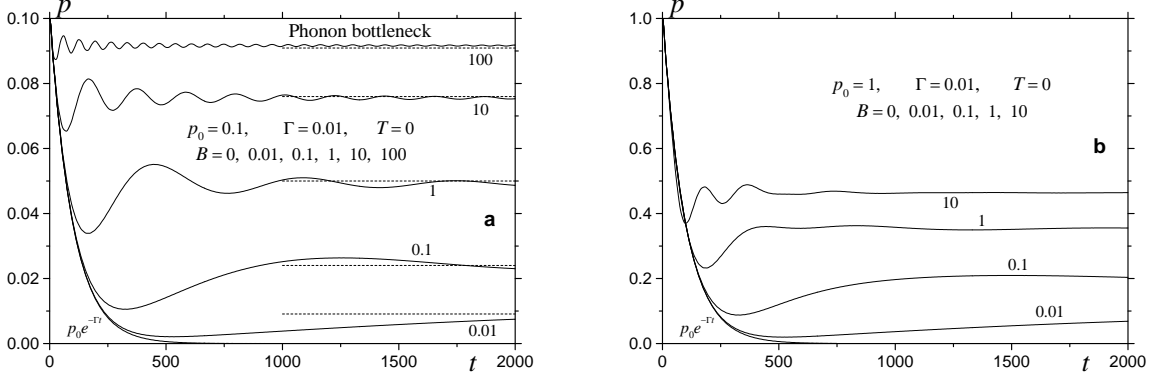 p
0.10
0.08
0.06
0.04
0.02
0.00
0
500
1000
1500
2000
t
Phonon bottleneck
100
10
p₀ = 0.1, Γ = 0.01, T = 0
B = 0, 0.01, 0.1, 1, 10, 100
1
a
0.1
p₀e^−Γt
0.01
p
1.0
0.8
0.6
0.4
0.2
0.0
0
500
1000
1500
2000
t
p₀ = 1, Γ = 0.01, T = 0
B = 0, 0.01, 0.1, 1, 10
b
10
1
0.1
0.01
p₀e^−Γt